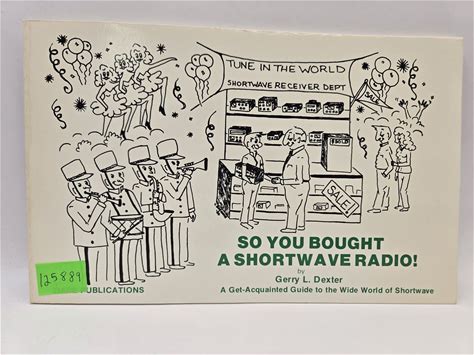 TUNE IN THE WORLD
SHORTWAVE RECEIVER DEPT
SALE!
SALE!
SO YOU BOUGHT
A SHORTWAVE RADIO!
by
Gerry L. Dexter
A Get-Acquainted Guide to the Wide World of Shortwave
125889
PUBLICATIONS